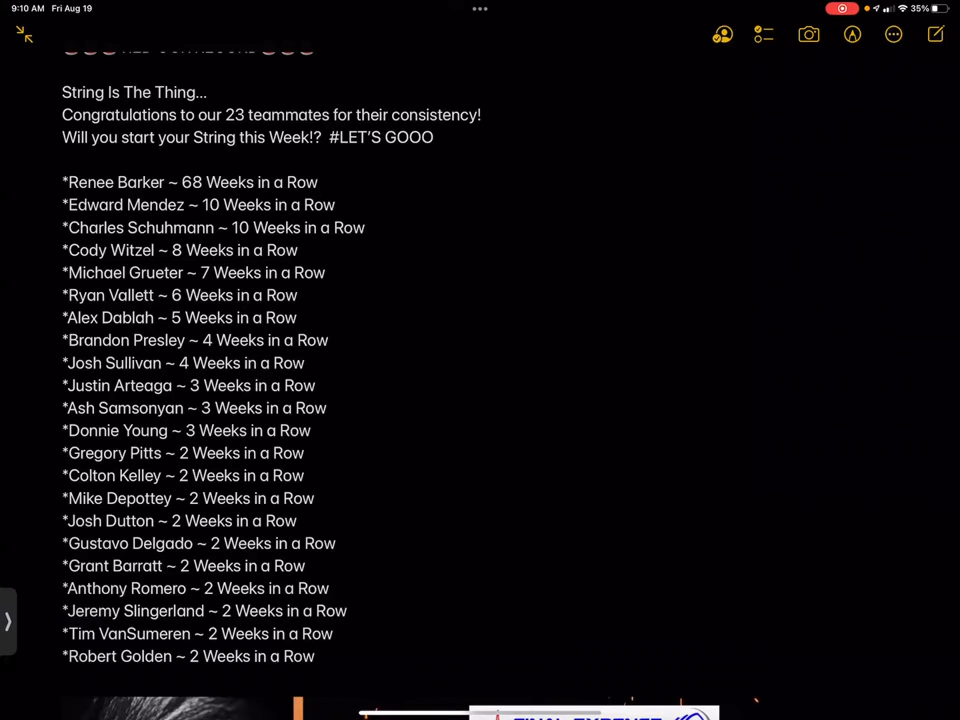 9:10 AM Fri Aug 19
35%
String Is The Thing...
Congratulations to our 23 teammates for their consistency!
Will you start your String this Week!? #LET'S GOOO
*Renee Barker ~ 68 Weeks in a Row
*Edward Mendez ~ 10 Weeks in a Row
*Charles Schuhmann ~ 10 Weeks in a Row
*Cody Witzel ~ 8 Weeks in a Row
*Michael Grueter ~ 7 Weeks in a Row
*Ryan Vallett ~ 6 Weeks in a Row
*Alex Dablah ~ 5 Weeks in a Row
*Brandon Presley ~ 4 Weeks in a Row
*Josh Sullivan ~ 4 Weeks in a Row
*Justin Arteaga ~ 3 Weeks in a Row
*Ash Samsonyan ~ 3 Weeks in a Row
*Donnie Young ~ 3 Weeks in a Row
*Gregory Pitts ~ 2 Weeks in a Row
*Colton Kelley ~ 2 Weeks in a Row
*Mike Depottey ~ 2 Weeks in a Row
*Josh Dutton ~ 2 Weeks in a Row
*Gustavo Delgado ~ 2 Weeks in a Row
*Grant Barratt ~ 2 Weeks in a Row
*Anthony Romero ~ 2 Weeks in a Row
*Jeremy Slingerland ~ 2 Weeks in a Row
*Tim VanSumeren ~ 2 Weeks in a Row
*Robert Golden ~ 2 Weeks in a Row
FINAL EXPENSE